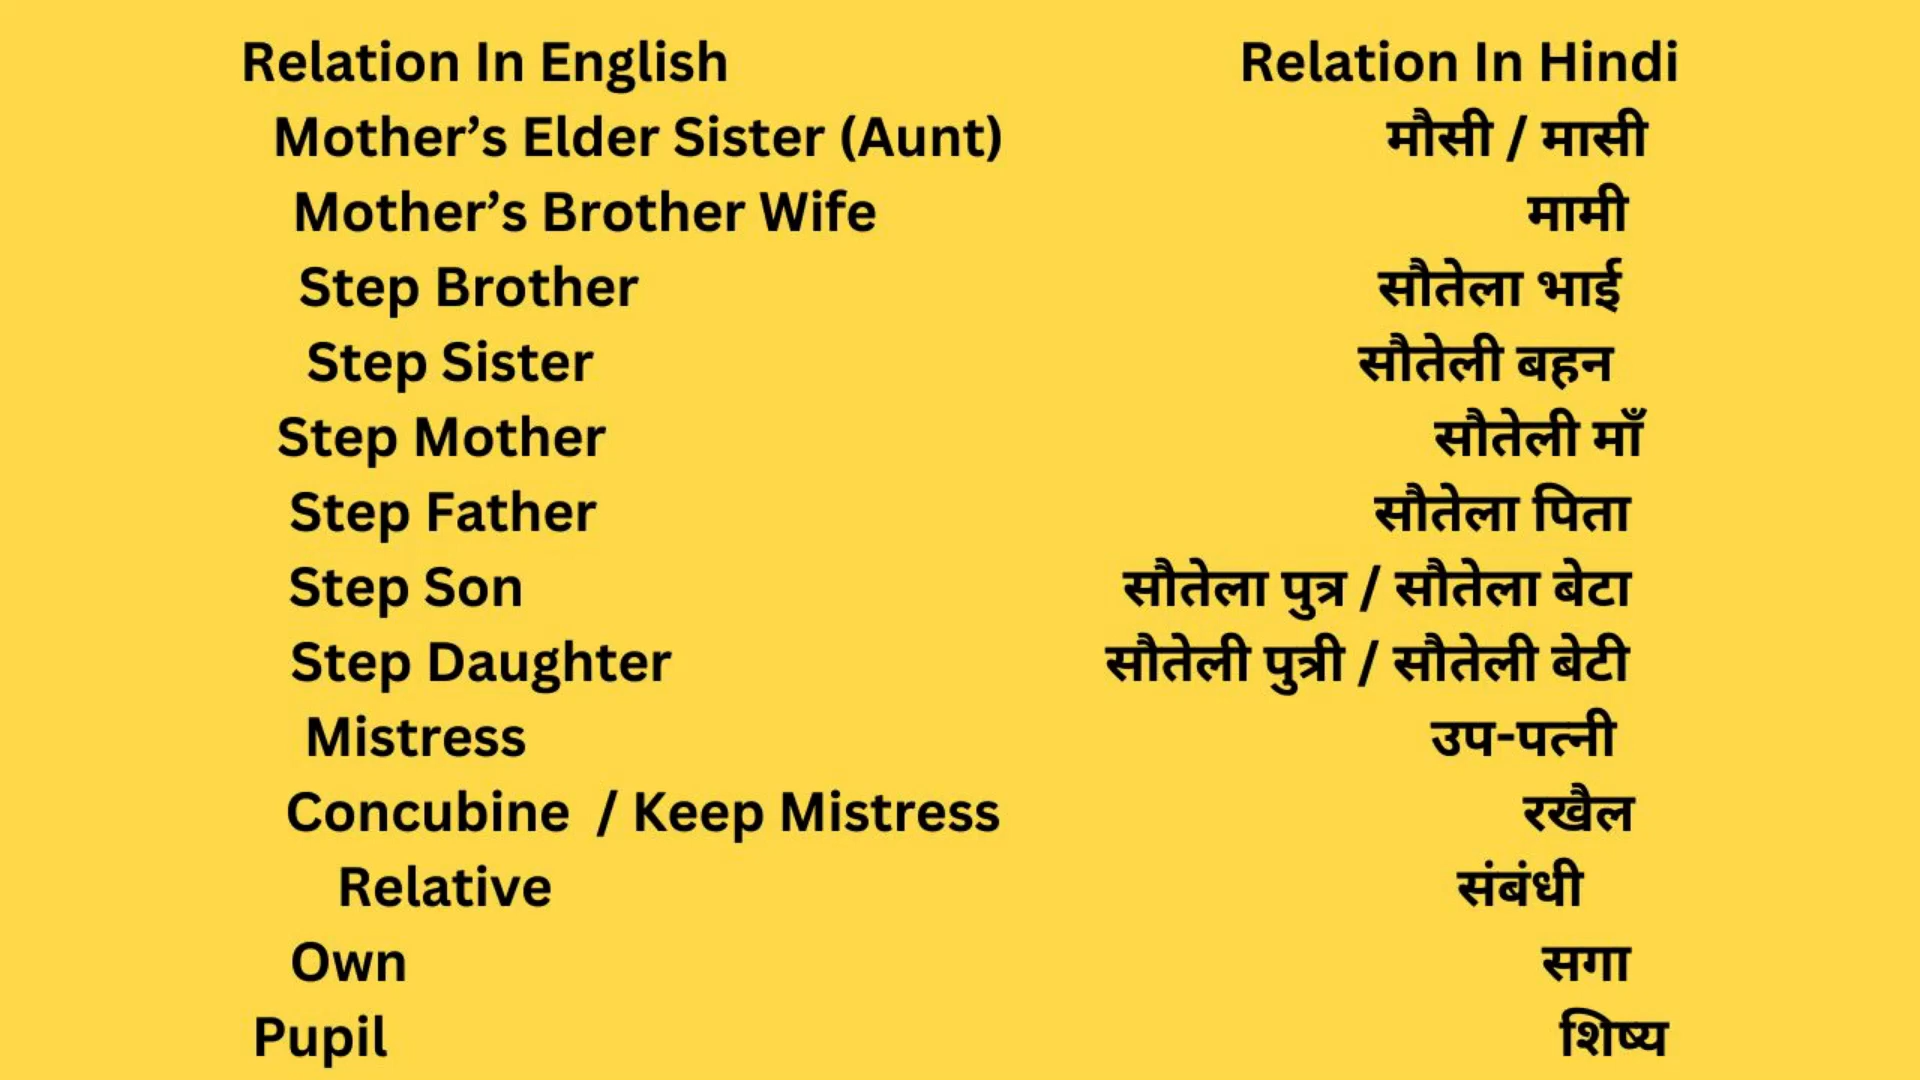 Relation In English Relation In Hindi
Mother’s Elder Sister (Aunt) मौसी / मासी
Mother’s Brother Wife मामी
Step Brother सौतेला भाई
Step Sister सौतेली बहन
Step Mother सौतेली माँ
Step Father सौतेला पिता
Step Son सौतेला पुत्र / सौतेला बेटा
Step Daughter सौतेली पुत्री / सौतेली बेटी
Mistress उप-पत्नी
Concubine / Keep Mistress रखैल
Relative संबंधी
Own सगा
Pupil शिष्य